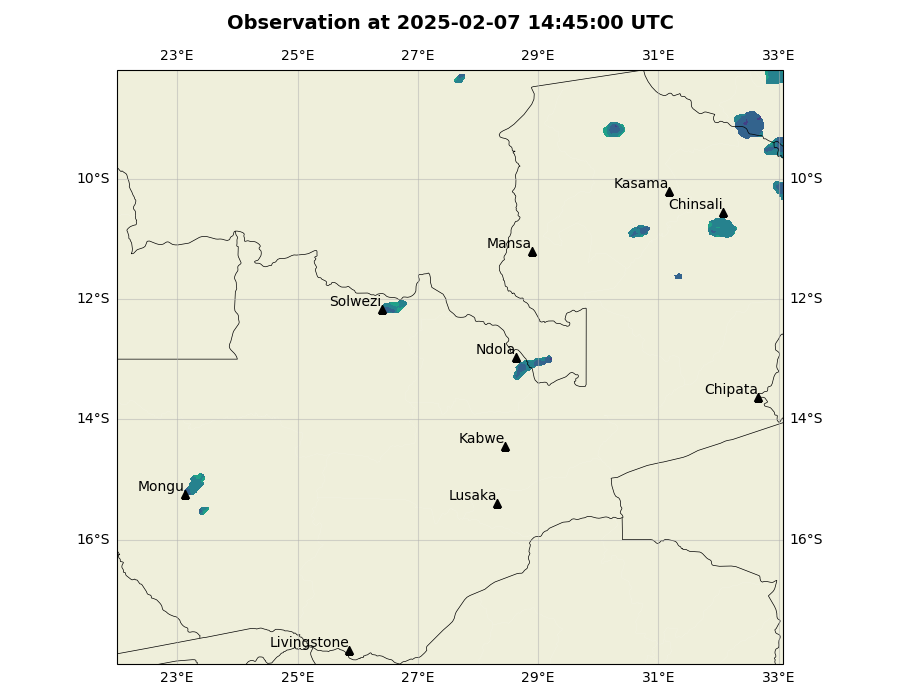 Observation at 2025-02-07 14:45:00 UTC
23°E 25°E 27°E 29°E 31°E 33°E
10°S 10°S
Kasama
Chinsali
Mansa
12°S 12°S
Solwezi
Ndola
Chipata
14°S 14°S
Kabwe
Mongu
Lusaka
16°S 16°S
Livingstone
23°E 25°E 27°E 29°E 31°E 33°E